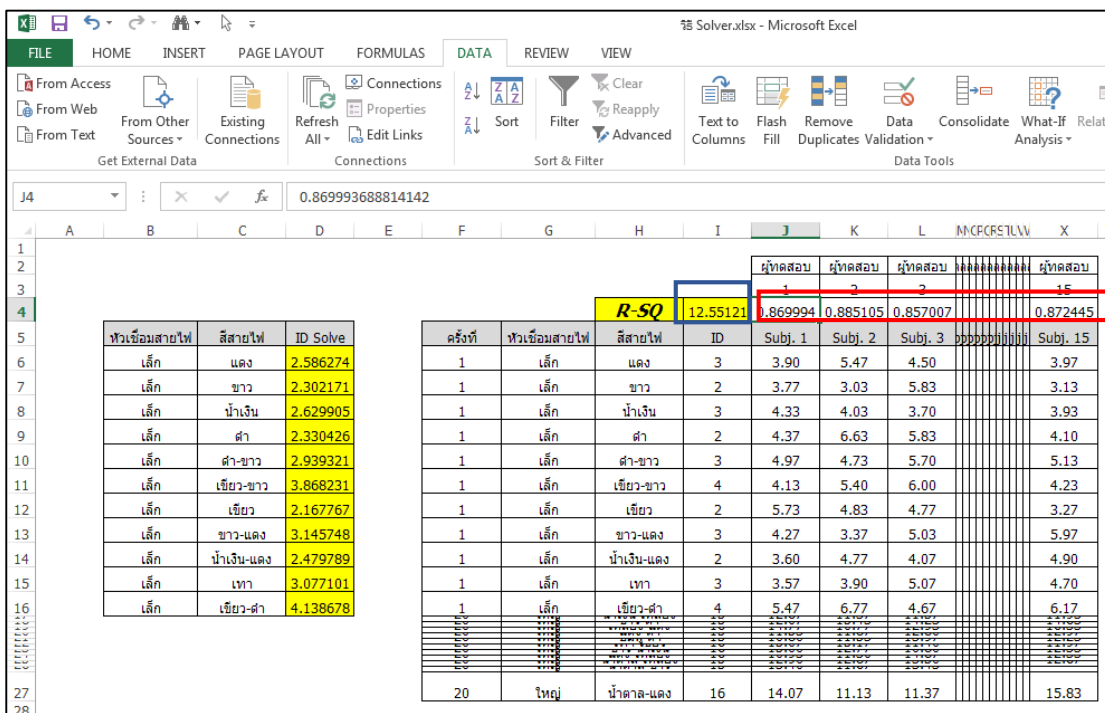 วิธี Solver.xlsx - Microsoft Excel
FILE HOME INSERT PAGE LAYOUT FORMULAS DATA REVIEW VIEW
From Access
From Web
From Text
From Other Sources
Existing Connections
Get External Data
Refresh All
Connections
Properties
Edit Links
Connections
Sort
Filter
Clear
Reapply
Advanced
Sort & Filter
Text to Columns
Flash Fill
Remove Duplicates
Data Validation
Consolidate
What-If Analysis
Data Tools
J4 fx 0.869993688814142
A B C D E F G H I J K L X
1
2 ผู้ทดสอบ ผู้ทดสอบ ผู้ทดสอบ ผู้ทดสอบ
3 1 2 3 15
4 R-SQ 12.55121 0.869994 0.885105 0.857007 0.872445
5 หัวเชื่อมสายไฟ สีสายไฟ ID Solve ครั้งที่ หัวเชื่อมสายไฟ สีสายไฟ ID Subj. 1 Subj. 2 Subj. 3 Subj. 15
6 เล็ก แดง 2.586274 1 เล็ก แดง 3 3.90 5.47 4.50 3.97
7 เล็ก ขาว 2.302171 1 เล็ก ขาว 2 3.77 3.03 5.83 3.13
8 เล็ก น้ำเงิน 2.629905 1 เล็ก น้ำเงิน 3 4.33 4.03 3.70 3.93
9 เล็ก ดำ 2.330426 1 เล็ก ดำ 2 4.37 6.63 5.83 4.10
10 เล็ก ดำ-ขาว 2.939321 1 เล็ก ดำ-ขาว 3 4.97 4.73 5.70 5.13
11 เล็ก เขียว-ขาว 3.868231 1 เล็ก เขียว-ขาว 4 4.13 5.40 6.00 4.23
12 เล็ก เขียว 2.167767 1 เล็ก เขียว 2 5.73 4.83 4.77 3.27
13 เล็ก ขาว-แดง 3.145748 1 เล็ก ขาว-แดง 3 4.27 3.37 5.03 5.97
14 เล็ก น้ำเงิน-แดง 2.479789 1 เล็ก น้ำเงิน-แดง 2 3.60 4.77 4.07 4.90
15 เล็ก เทา 3.077101 1 เล็ก เทา 3 3.57 3.90 5.07 4.70
16 เล็ก เขียว-ดำ 4.138678 1 เล็ก เขียว-ดำ 4 5.47 6.77 4.67 6.17
27 20 ใหญ่ น้ำตาล-แดง 16 14.07 11.13 11.37 15.83
28